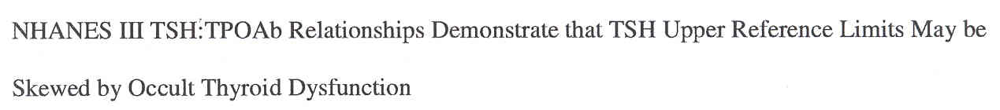 NHANES III TSH:TPOAb Relationships Demonstrate that TSH Upper Reference Limits May be
Skewed by Occult Thyroid Dysfunction